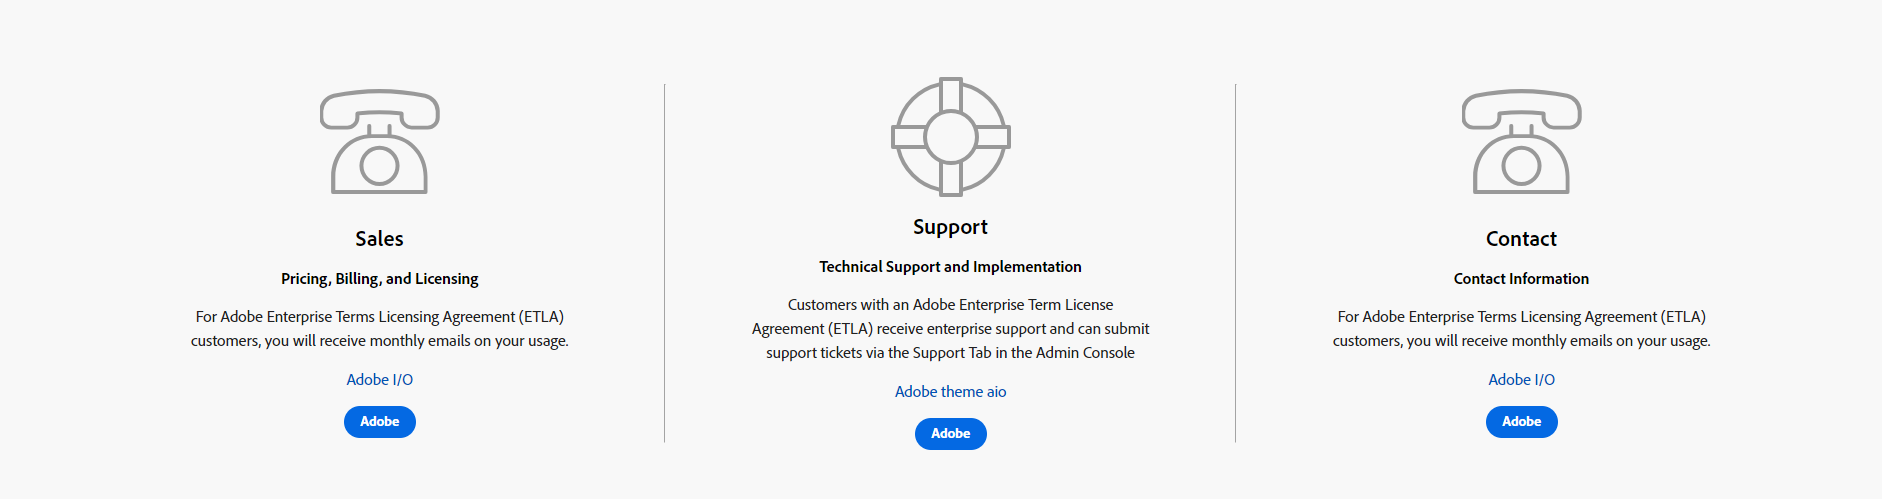 Sales
Pricing, Billing, and Licensing
For Adobe Enterprise Terms Licensing Agreement (ETLA)
customers, you will receive monthly emails on your usage.
Adobe I/O
Adobe
Support
Technical Support and Implementation
Customers with an Adobe Enterprise Term License
Agreement (ETLA) receive enterprise support and can submit
support tickets via the Support Tab in the Admin Console
Adobe theme aio
Adobe
Contact
Contact Information
For Adobe Enterprise Terms Licensing Agreement (ETLA)
customers, you will receive monthly emails on your usage.
Adobe I/O
Adobe